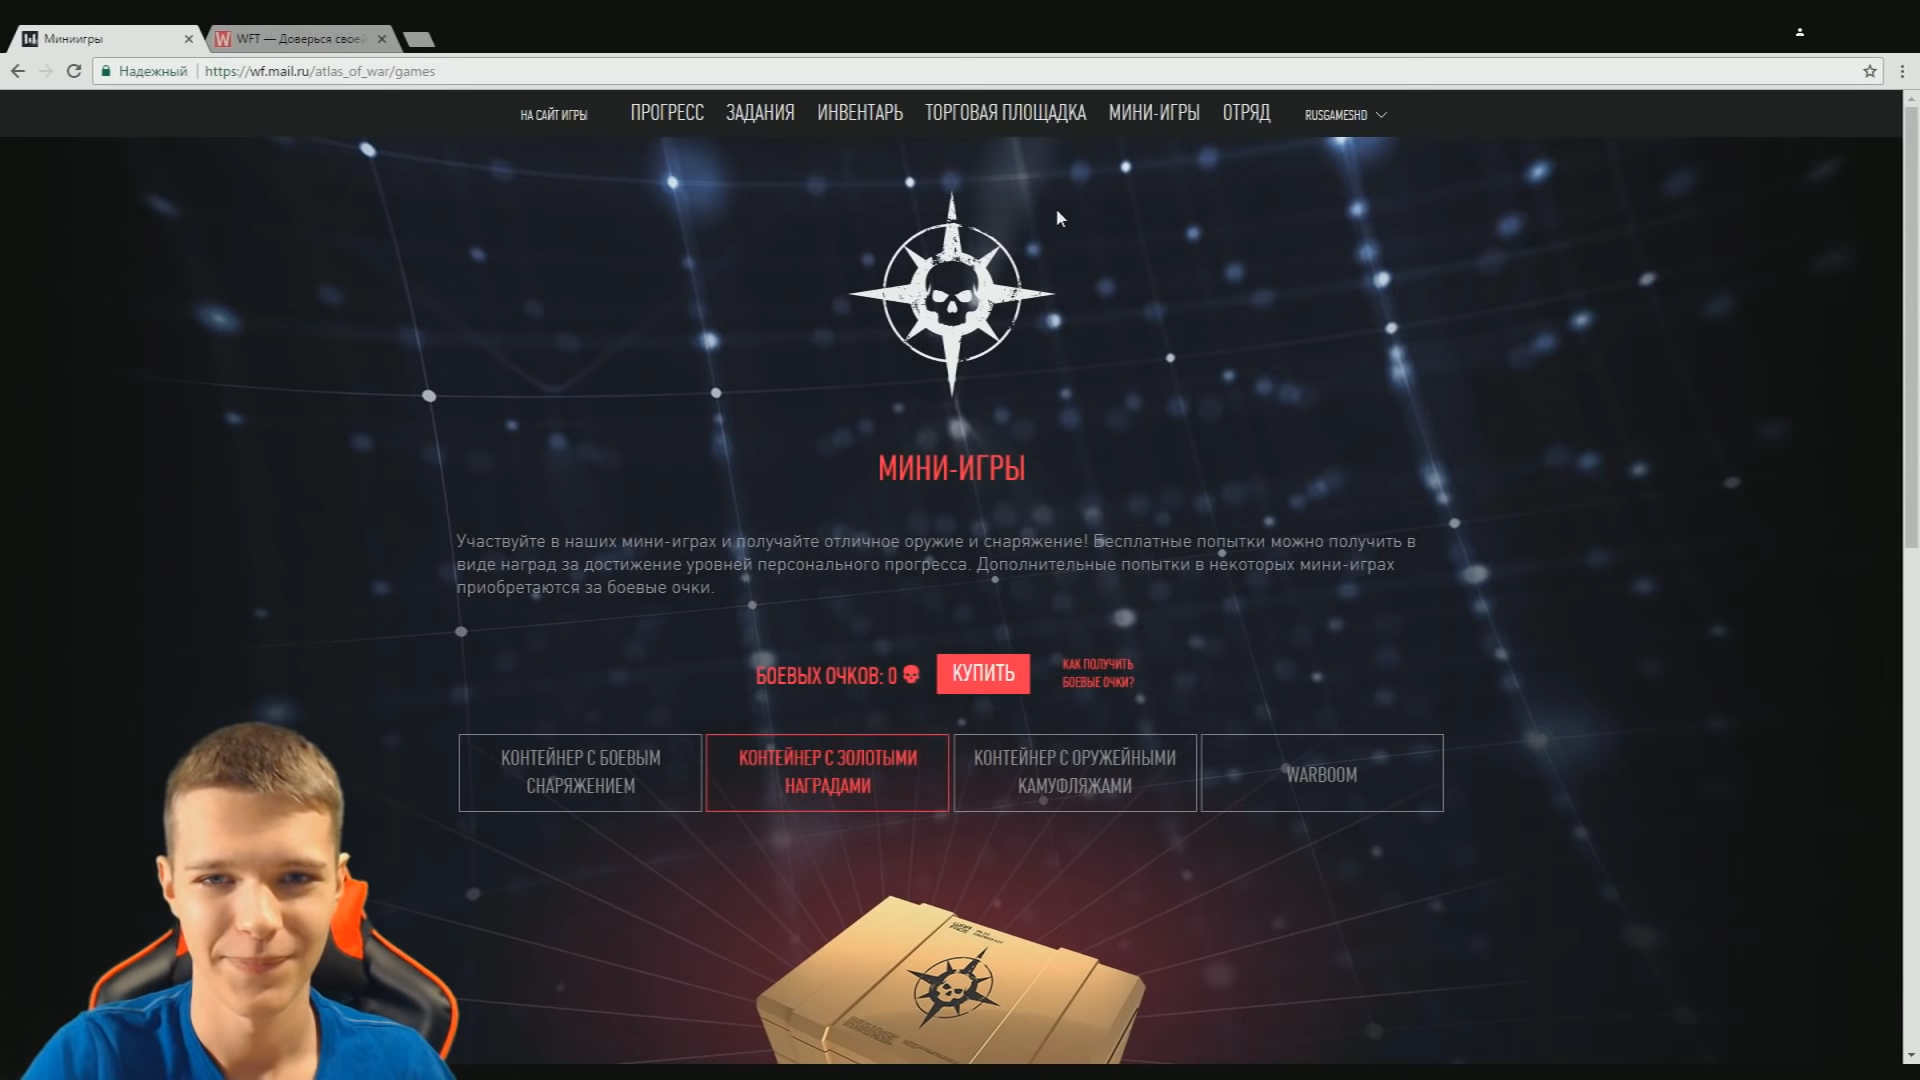 Миниигры
WFT — Доверься своей
Надежный
https://wf.mail.ru/atlas_of_war/games
НА САЙТ ИГРЫ ПРОГРЕСС ЗАДАНИЯ ИНВЕНТАРЬ ТОРГОВАЯ ПЛОЩАДКА МИНИ-ИГРЫ ОТРЯД RUSGAMESHD
МИНИ-ИГРЫ
Участвуйте в наших мини-играх и получайте отличное оружие и снаряжение! Бесплатные попытки можно получить в
виде наград за достижение уровней персонального прогресса. Дополнительные попытки в некоторых мини-играх
приобретаются за боевые очки.
БОЕВЫХ ОЧКОВ: 0
КУПИТЬ
КАК ПОЛУЧИТЬ
БОЕВЫЕ ОЧКИ?
КОНТЕЙНЕР С БОЕВЫМ
СНАРЯЖЕНИЕМ
КОНТЕЙНЕР С ЗОЛОТЫМИ
НАГРАДАМИ
КОНТЕЙНЕР С ОРУЖЕЙНЫМИ
КАМУФЛЯЖАМИ
WARBOOM